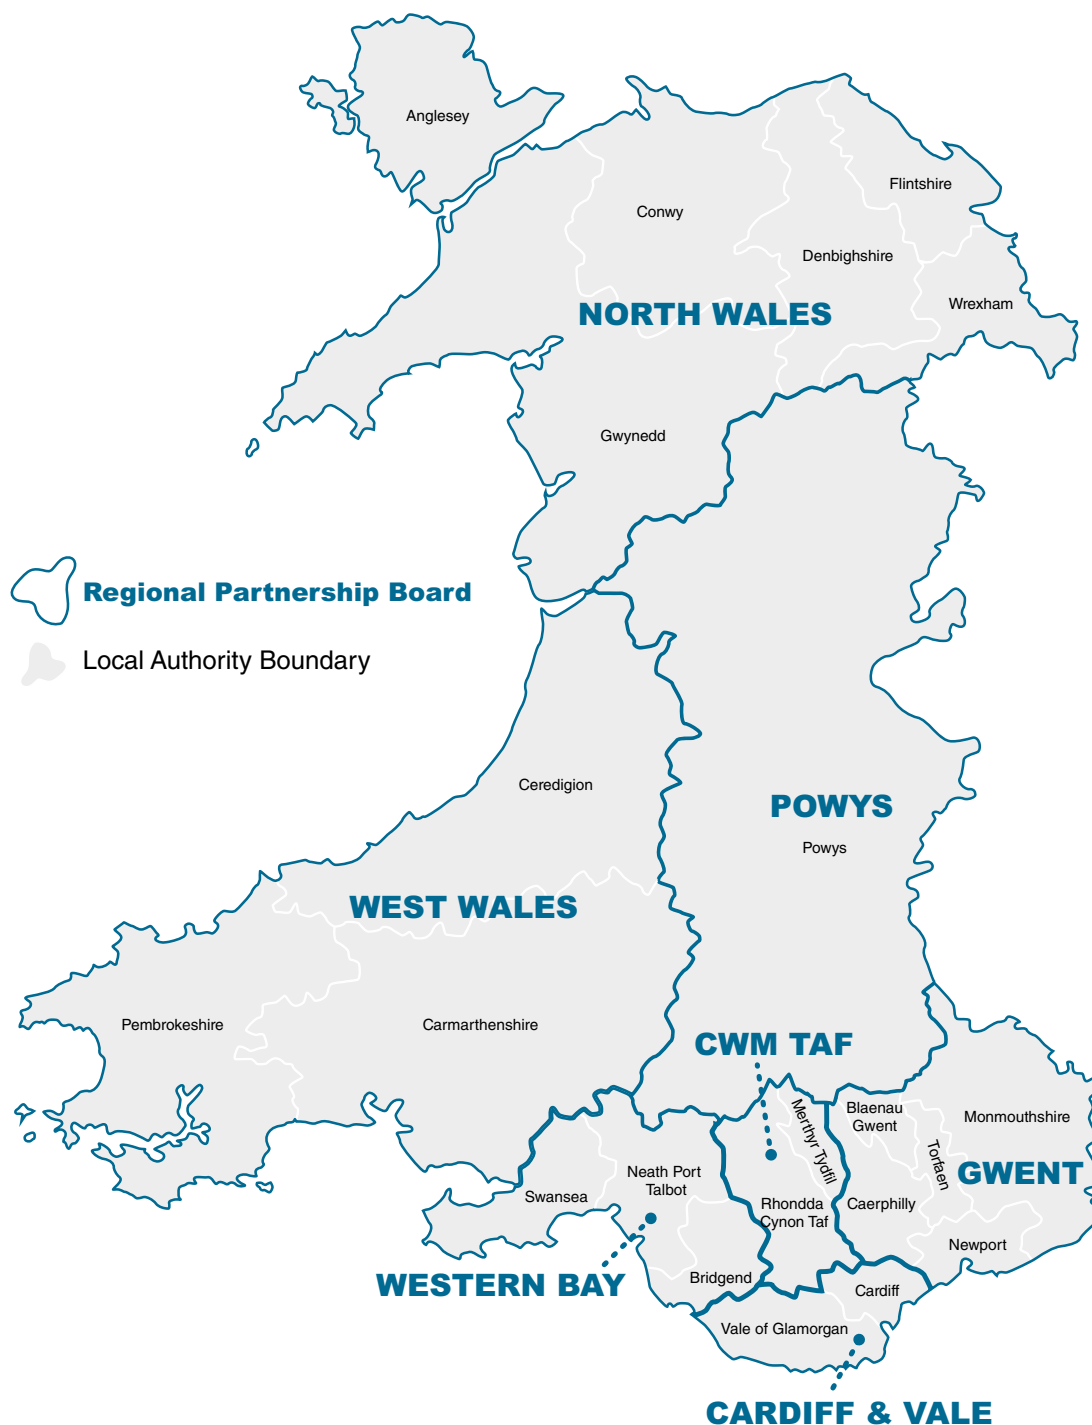 Anglesey
Flintshire
Conwy
Denbighshire
Wrexham
NORTH WALES
Gwynedd
Regional Partnership Board
Local Authority Boundary
Ceredigion
POWYS
Powys
WEST WALES
Pembrokeshire
Carmarthenshire
CWM TAF
Merthyr Tydfil
Blaenau
Gwent
Monmouthshire
Torfaen
GWENT
Neath Port
Talbot
Swansea
Rhondda
Cynon Taf
Caerphilly
Newport
WESTERN BAY
Bridgend
Cardiff
Vale of Glamorgan
CARDIFF & VALE